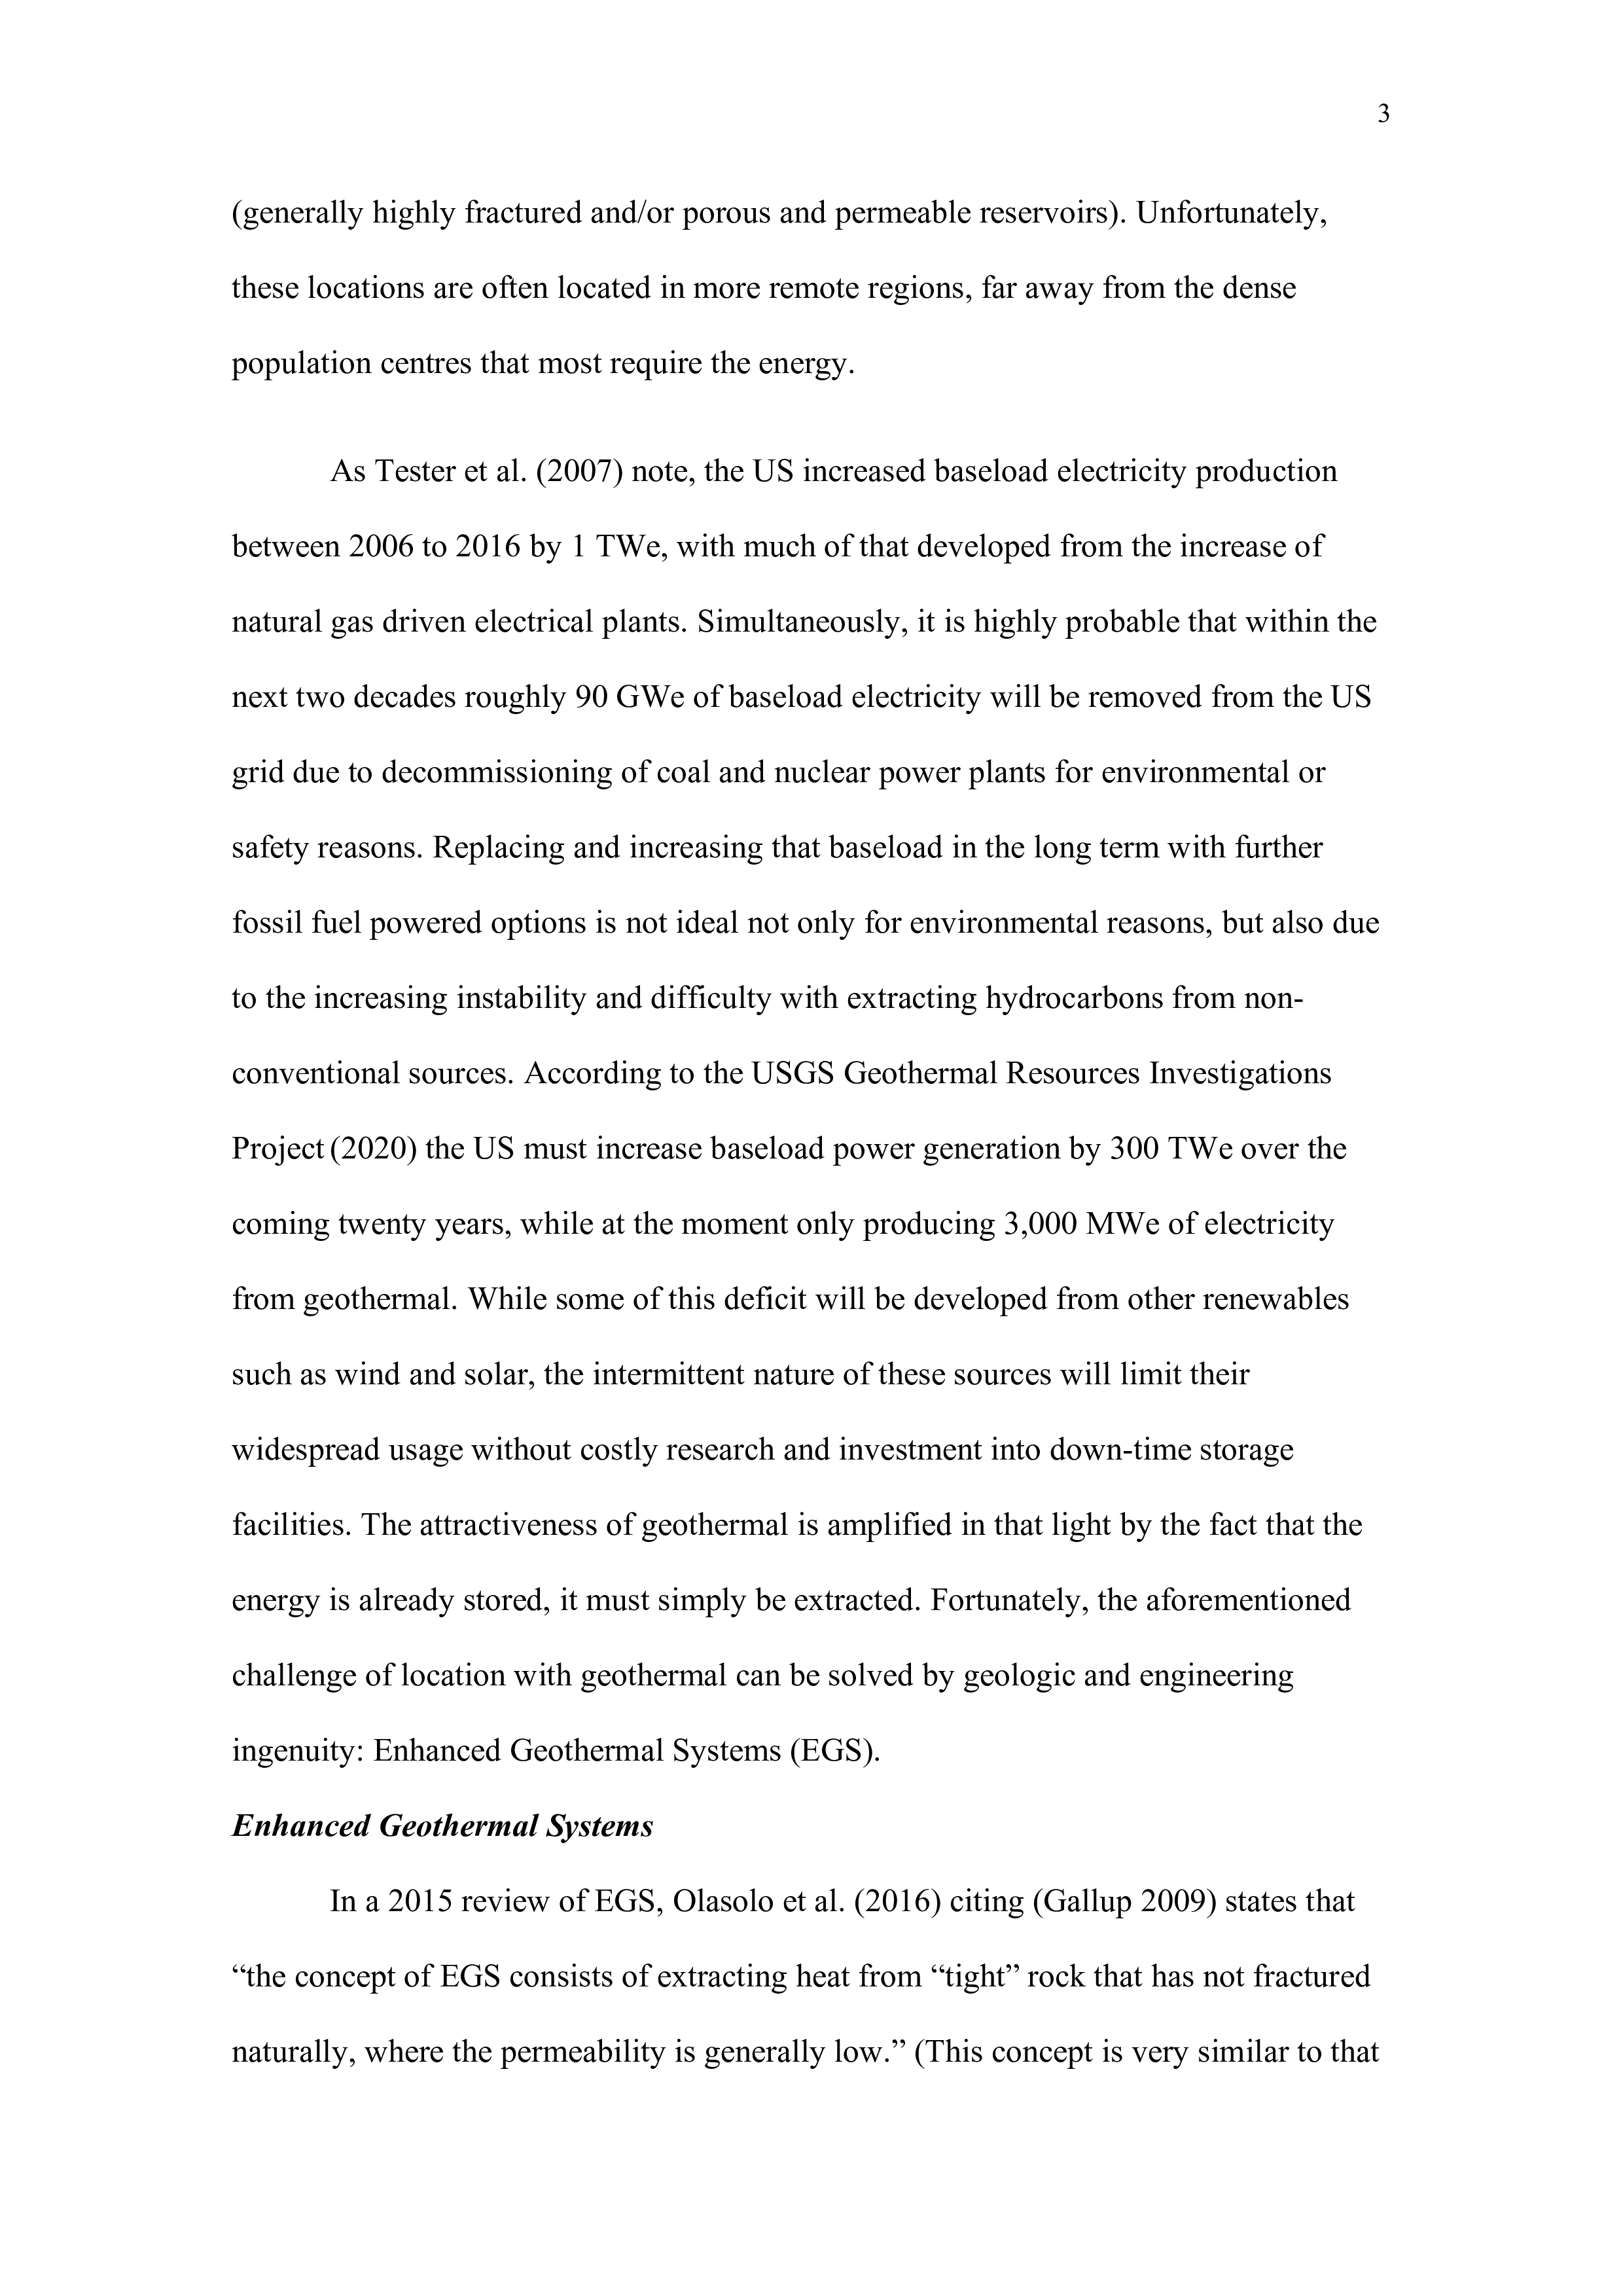 3
(generally highly fractured and/or porous and permeable reservoirs). Unfortunately,
these locations are often located in more remote regions, far away from the dense
population centres that most require the energy.
As Tester et al. (2007) note, the US increased baseload electricity production
between 2006 to 2016 by 1 TWe, with much of that developed from the increase of
natural gas driven electrical plants. Simultaneously, it is highly probable that within the
next two decades roughly 90 GWe of baseload electricity will be removed from the US
grid due to decommissioning of coal and nuclear power plants for environmental or
safety reasons. Replacing and increasing that baseload in the long term with further
fossil fuel powered options is not ideal not only for environmental reasons, but also due
to the increasing instability and difficulty with extracting hydrocarbons from non-
conventional sources. According to the USGS Geothermal Resources Investigations
Project (2020) the US must increase baseload power generation by 300 TWe over the
coming twenty years, while at the moment only producing 3,000 MWe of electricity
from geothermal. While some of this deficit will be developed from other renewables
such as wind and solar, the intermittent nature of these sources will limit their
widespread usage without costly research and investment into down-time storage
facilities. The attractiveness of geothermal is amplified in that light by the fact that the
energy is already stored, it must simply be extracted. Fortunately, the aforementioned
challenge of location with geothermal can be solved by geologic and engineering
ingenuity: Enhanced Geothermal Systems (EGS).
Enhanced Geothermal Systems
In a 2015 review of EGS, Olasolo et al. (2016) citing (Gallup 2009) states that
“the concept of EGS consists of extracting heat from “tight” rock that has not fractured
naturally, where the permeability is generally low.” (This concept is very similar to that